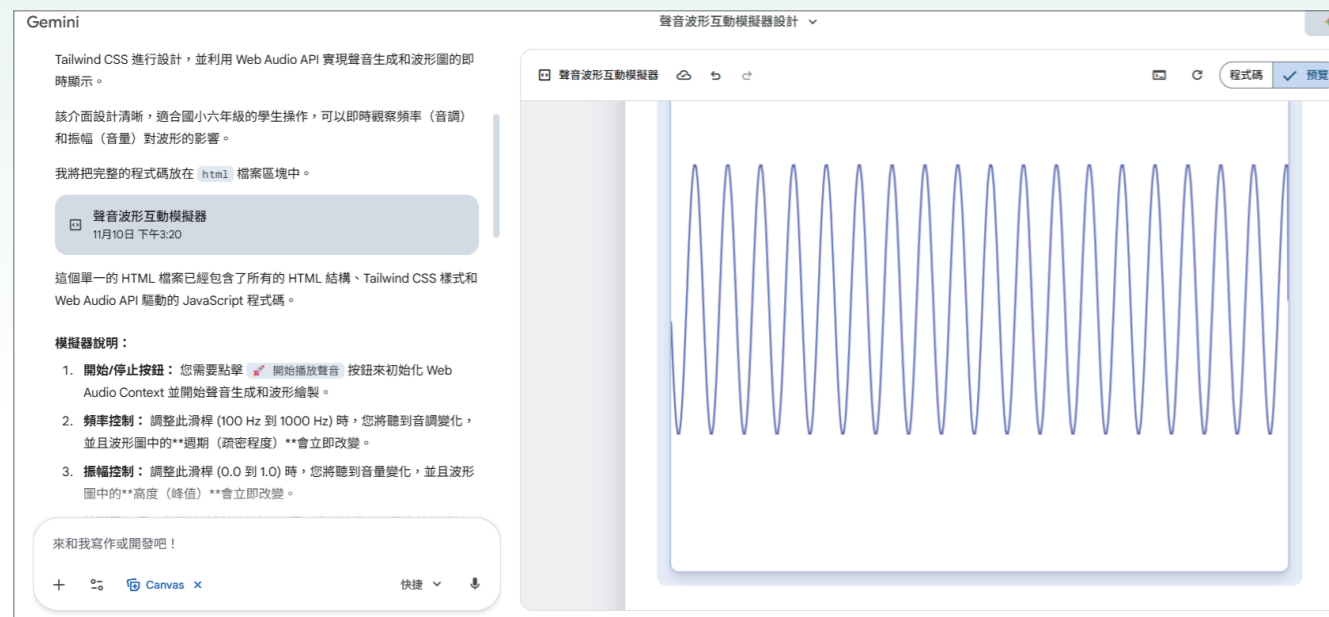 Gemini
聲音波形互動模擬器設計
Tailwind CSS 進行設計，並利用 Web Audio API 實現聲音生成和波形圖的即
時顯示。
該介面設計清晰，適合國小六年級的學生操作，可以即時觀察頻率（音調）
和振幅（音量）對波形的影響。
我將把完整的程式碼放在 html 檔案區塊中。
聲音波形互動模擬器
11月10日 下午3:20
這個單一的 HTML 檔案已經包含了所有的 HTML 結構、Tailwind CSS 樣式和
Web Audio API 驅動的 JavaScript 程式碼。
模擬器說明：
1. 開始/停止按鈕： 您需要點擊 🚀 開始播放聲音 按鈕來初始化 Web
Audio Context 並開始聲音生成和波形繪製。
2. 頻率控制： 調整此滑桿 (100 Hz 到 1000 Hz) 時，您將聽到音調變化，
並且波形圖中的**週期（疏密程度）**會立即改變。
3. 振幅控制： 調整此滑桿 (0.0 到 1.0) 時，您將聽到音量變化，並且波形
圖中的**高度（峰值）**會立即改變。
來和我寫作或開發吧！
Canvas
快捷
聲音波形互動模擬器
程式碼
預覽